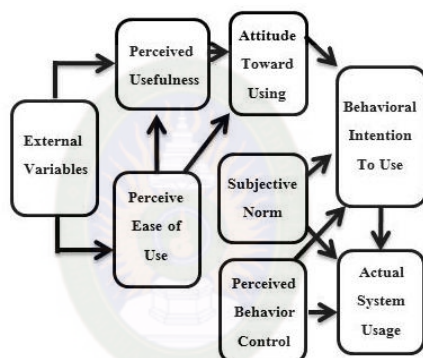 Perceived
Usefulness
Attitude
Toward
Using
External
Variables
Perceive
Ease of
Use
Behavioral
Intention
To Use
Subjective
Norm
Perceived
Behavior
Control
Actual
System
Usage